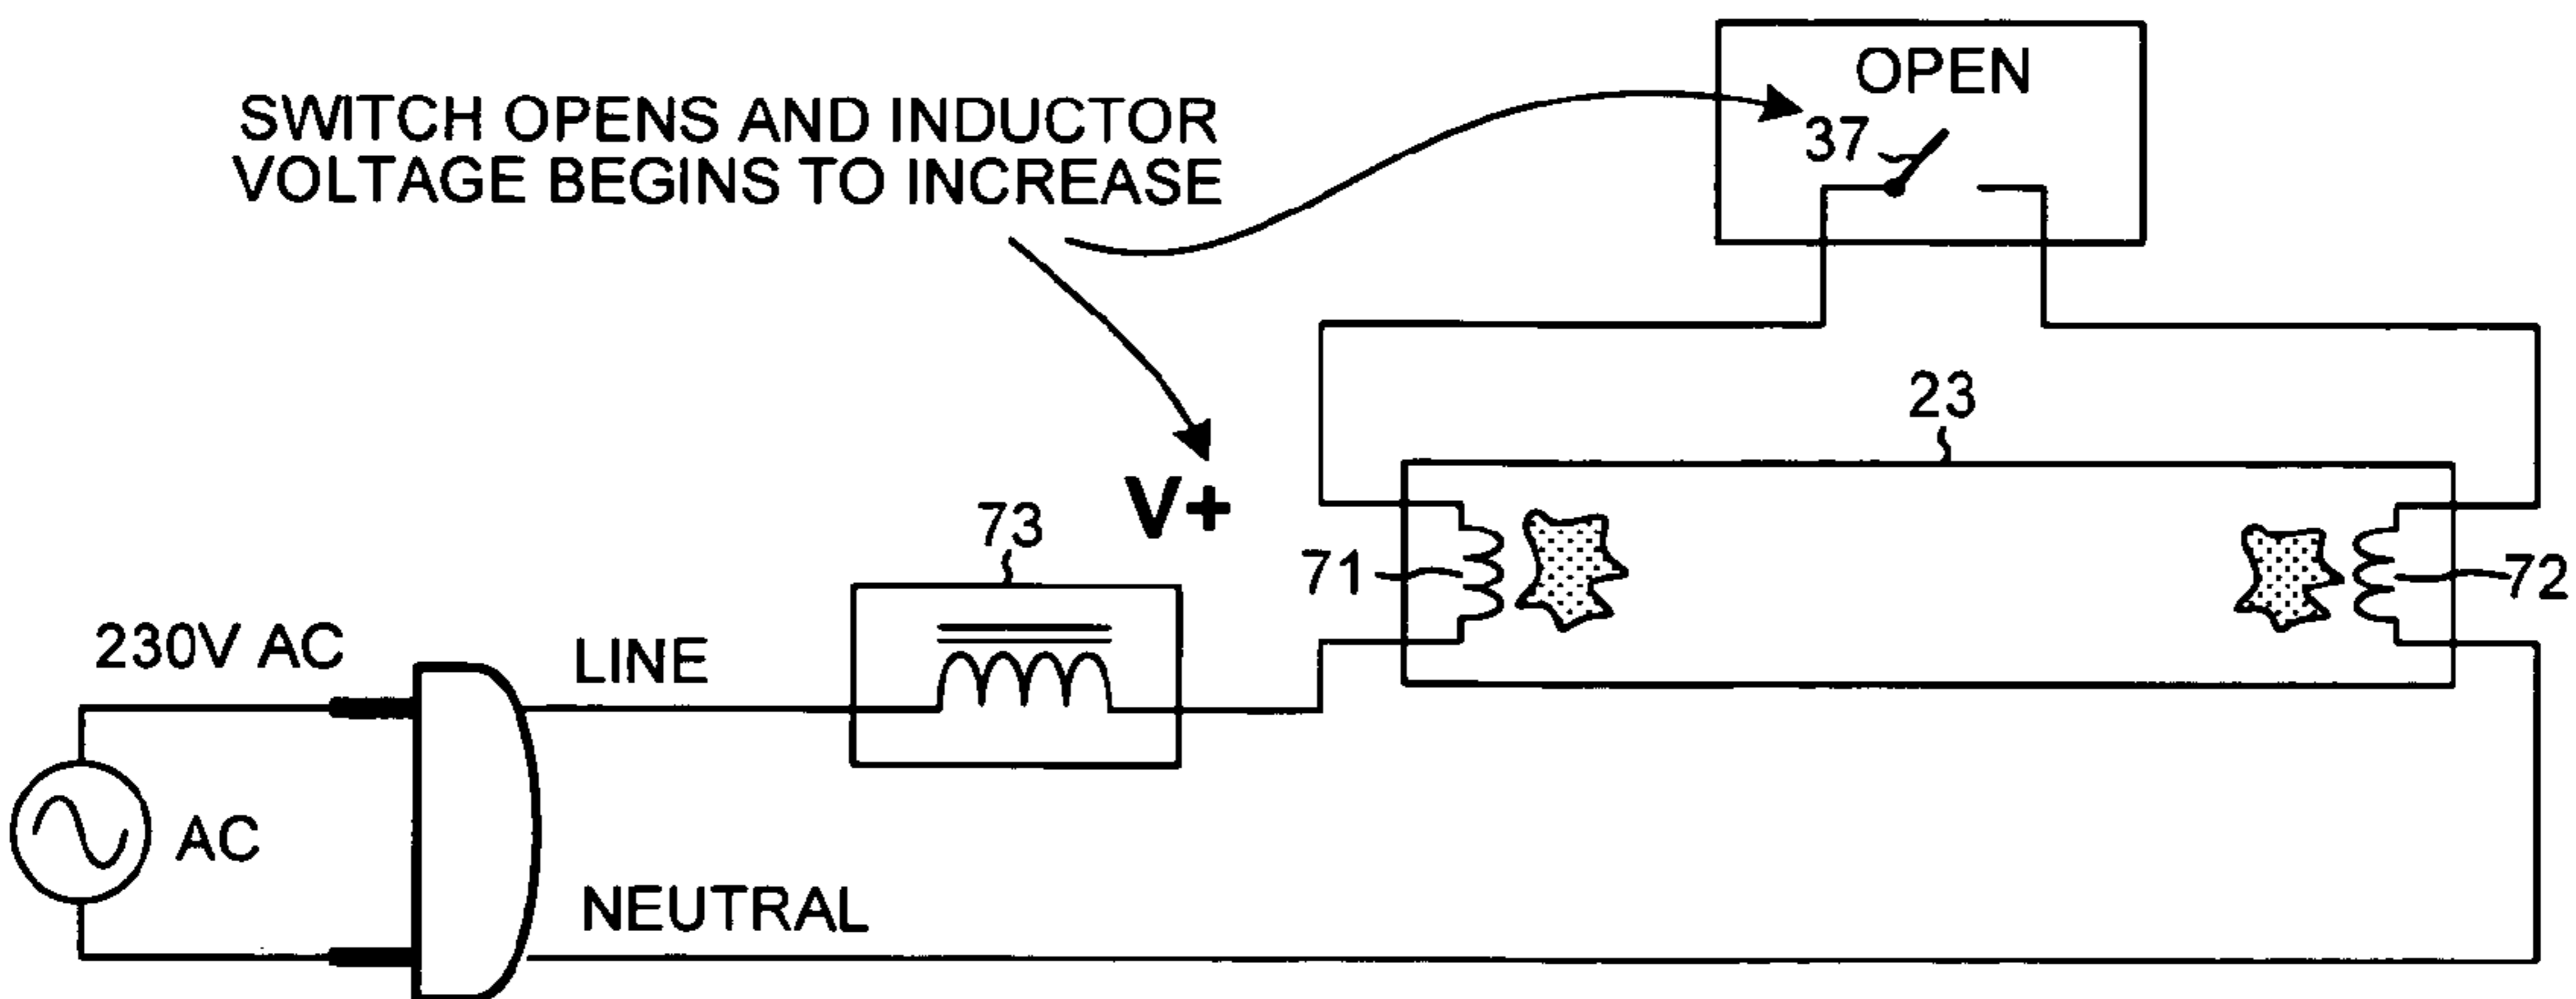 OPEN
37
SWITCH OPENS AND INDUCTOR
VOLTAGE BEGINS TO INCREASE
23
V+
73
71
72
230V AC
LINE
AC
NEUTRAL